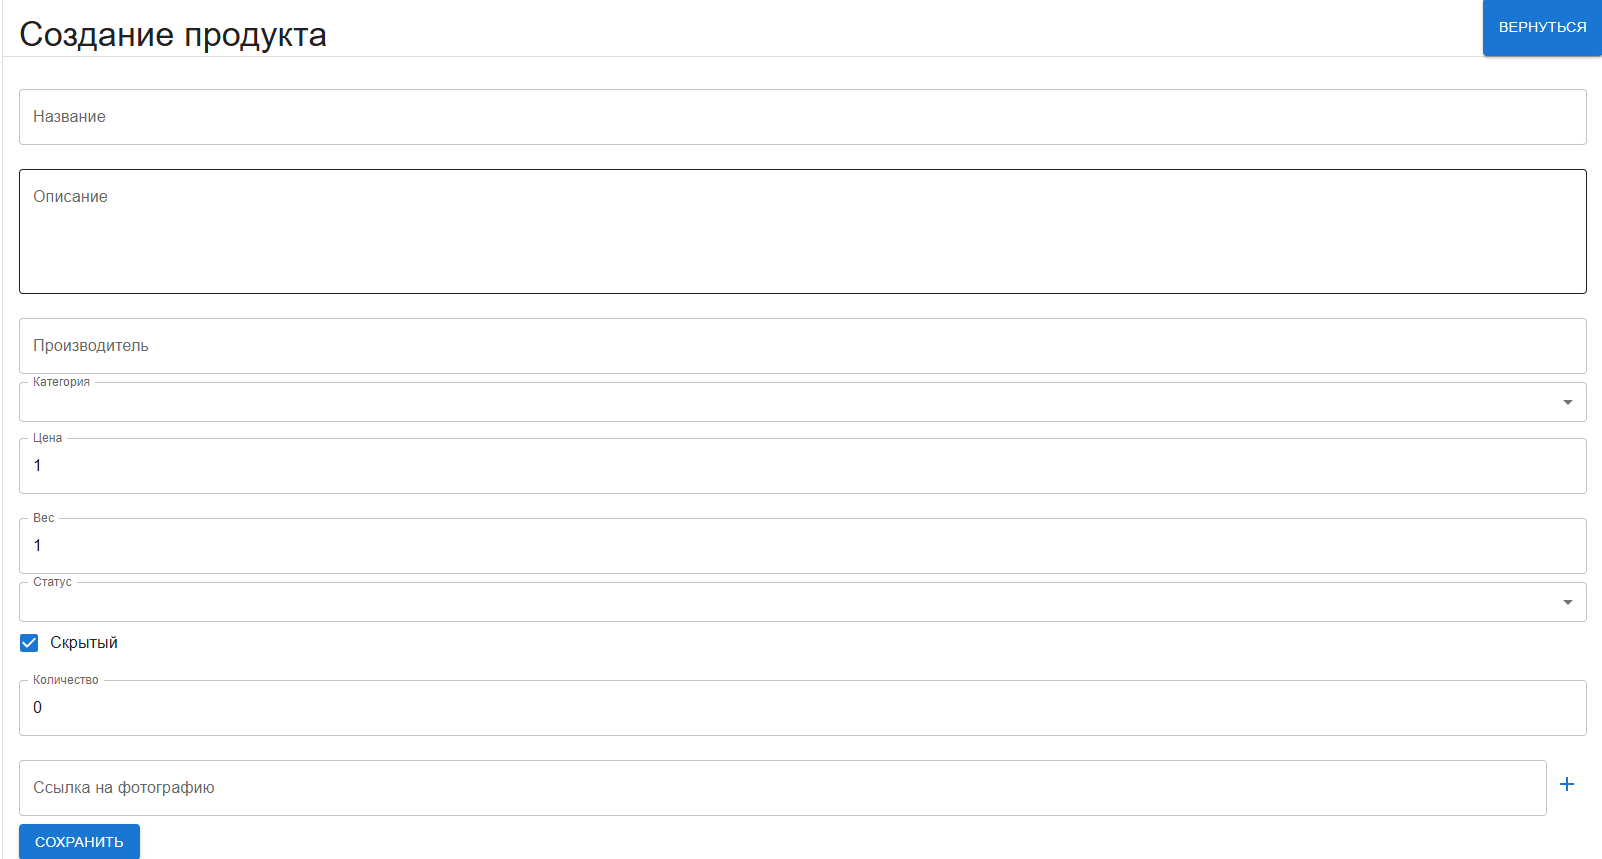 Создание продукта
ВЕРНУТЬСЯ
Название
Описание
Производитель
Категория
Цена
1
Вес
1
Статус
Скрытый
Количество
0
Ссылка на фотографию
+
СОХРАНИТЬ